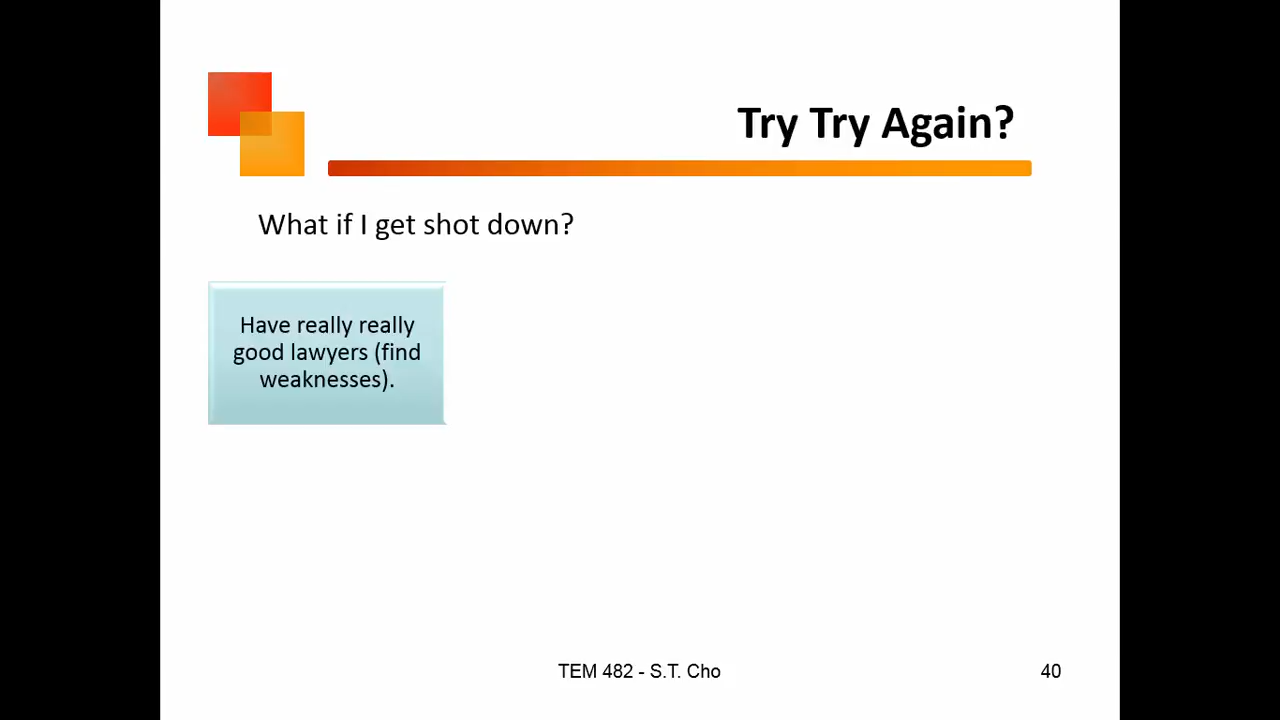 Try Try Again?
What if I get shot down?
Have really really
good lawyers (find
weaknesses).
TEM 482 - S.T. Cho
40